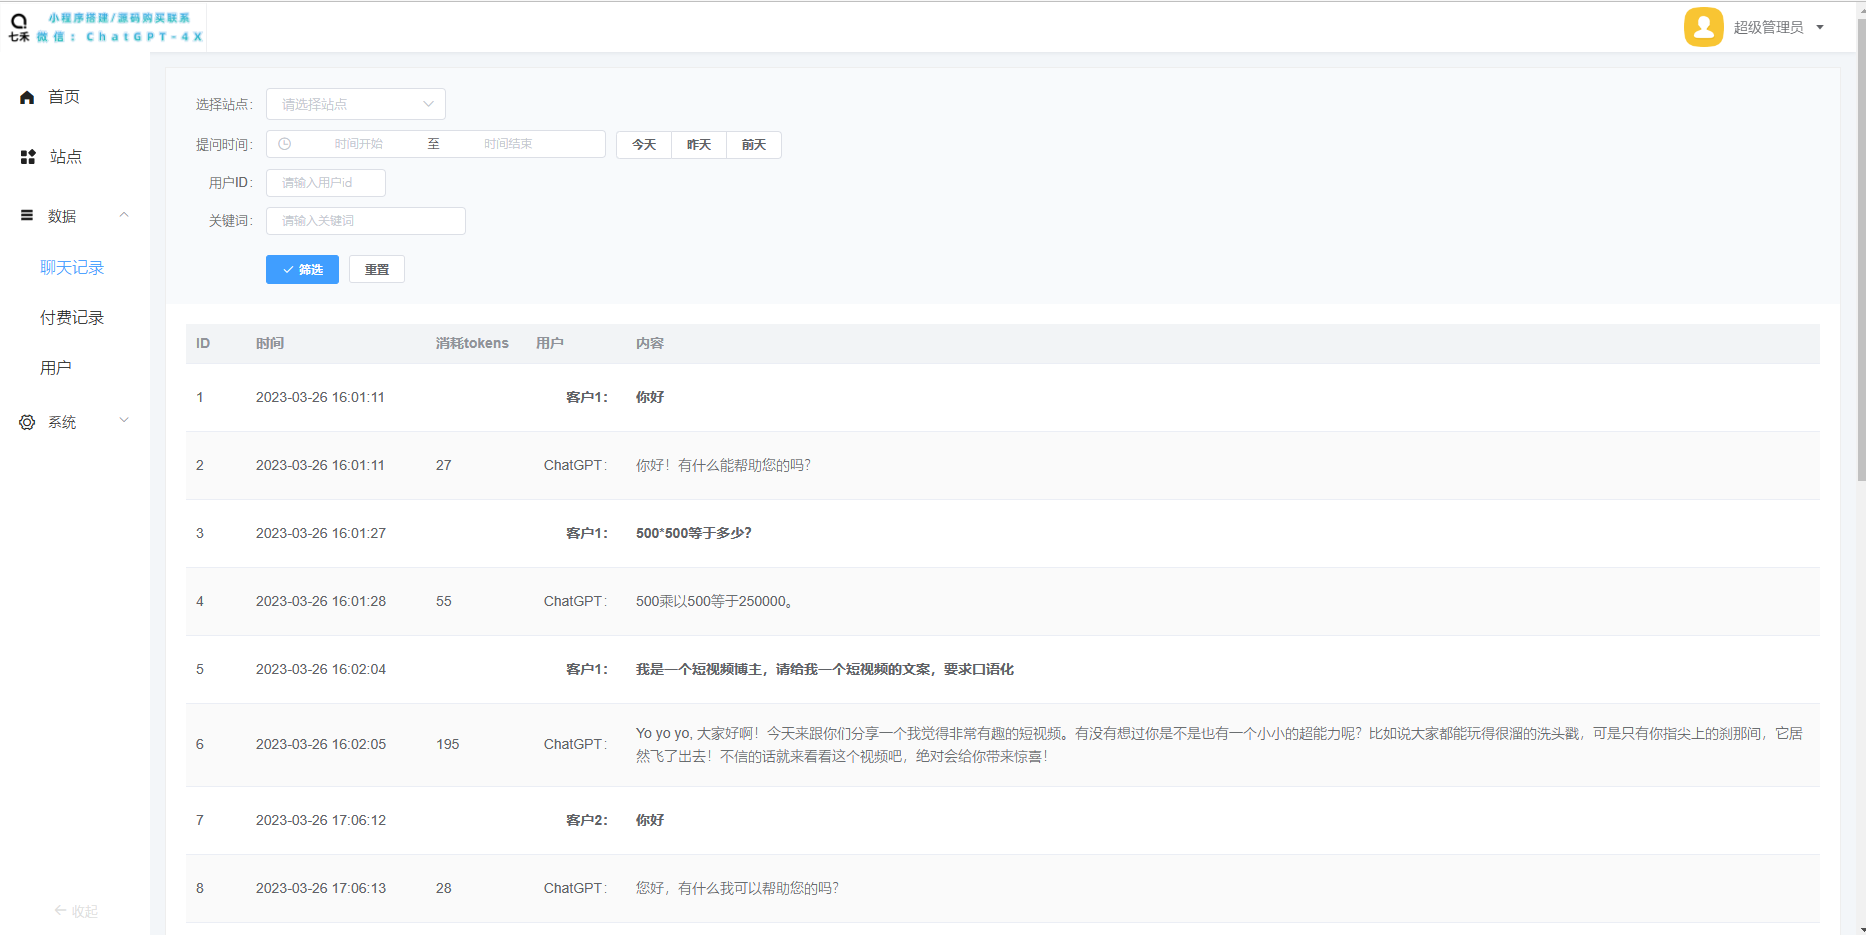 小程序搭建/源码购买联系
七禾 微信：ChatGPT-4X
超级管理员
首页
站点
数据
聊天记录
付费记录
用户
系统
收起
选择站点： 请选择站点
提问时间： 时间开始 至 时间结束 今天 昨天 前天
用户ID： 请输入用户id
关键词： 请输入关键词
筛选 重置
ID 时间 消耗tokens 用户 内容
1 2023-03-26 16:01:11 客户1： 你好
2 2023-03-26 16:01:11 27 ChatGPT： 你好！有什么能帮助您的吗？
3 2023-03-26 16:01:27 客户1： 500*500等于多少？
4 2023-03-26 16:01:28 55 ChatGPT： 500乘以500等于250000。
5 2023-03-26 16:02:04 客户1： 我是一个短视频博主，请给我一个短视频的文案，要求口语化
6 2023-03-26 16:02:05 195 ChatGPT： Yo yo yo, 大家好啊！今天来跟你们分享一个我觉得非常有趣的短视频。有没有想过你是不是也有一个小小的超能力呢？比如说大家都能玩得很溜的洗头戳，可是只有你指尖上的刹那间，它居
然飞了出去！不信的话就来看看这个视频吧，绝对会给你带来惊喜！
7 2023-03-26 17:06:12 客户2： 你好
8 2023-03-26 17:06:13 28 ChatGPT： 您好，有什么我可以帮助您的吗？